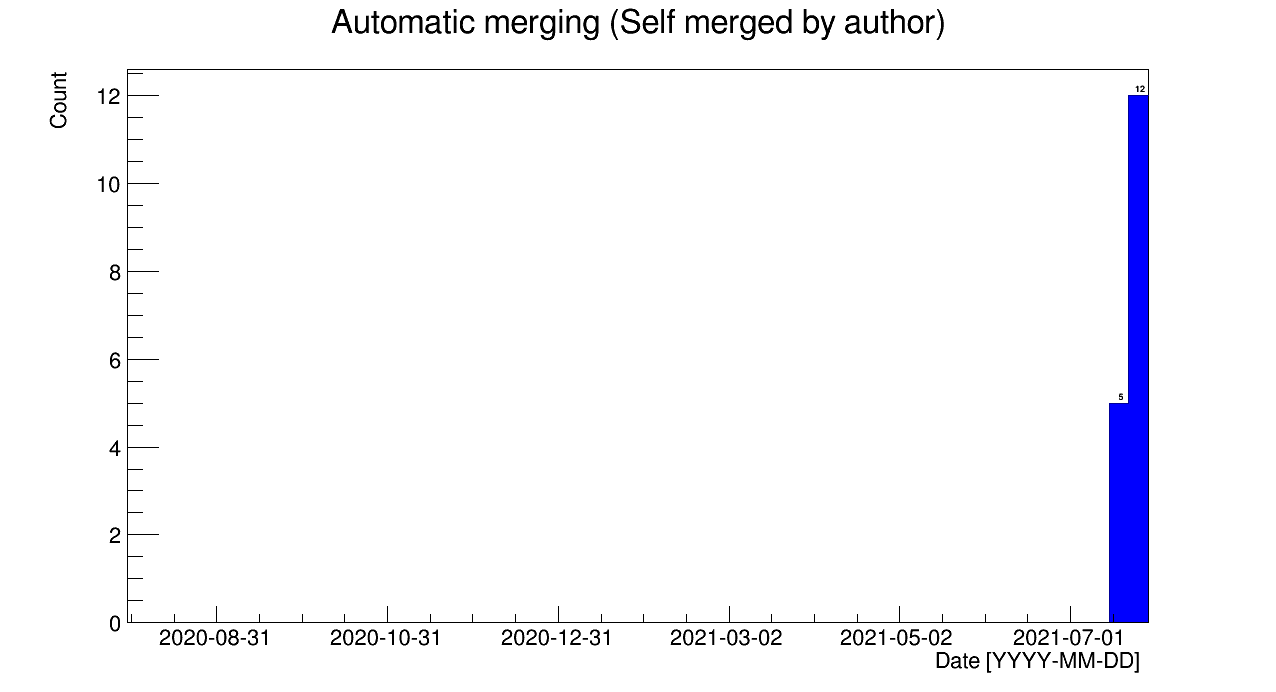 Automatic merging (Self merged by author)
Count
12
10
8
6
4
2
0
12
5
2020-08-31 2020-10-31 2020-12-31 2021-03-02 2021-05-02 2021-07-01
Date [YYYY-MM-DD]